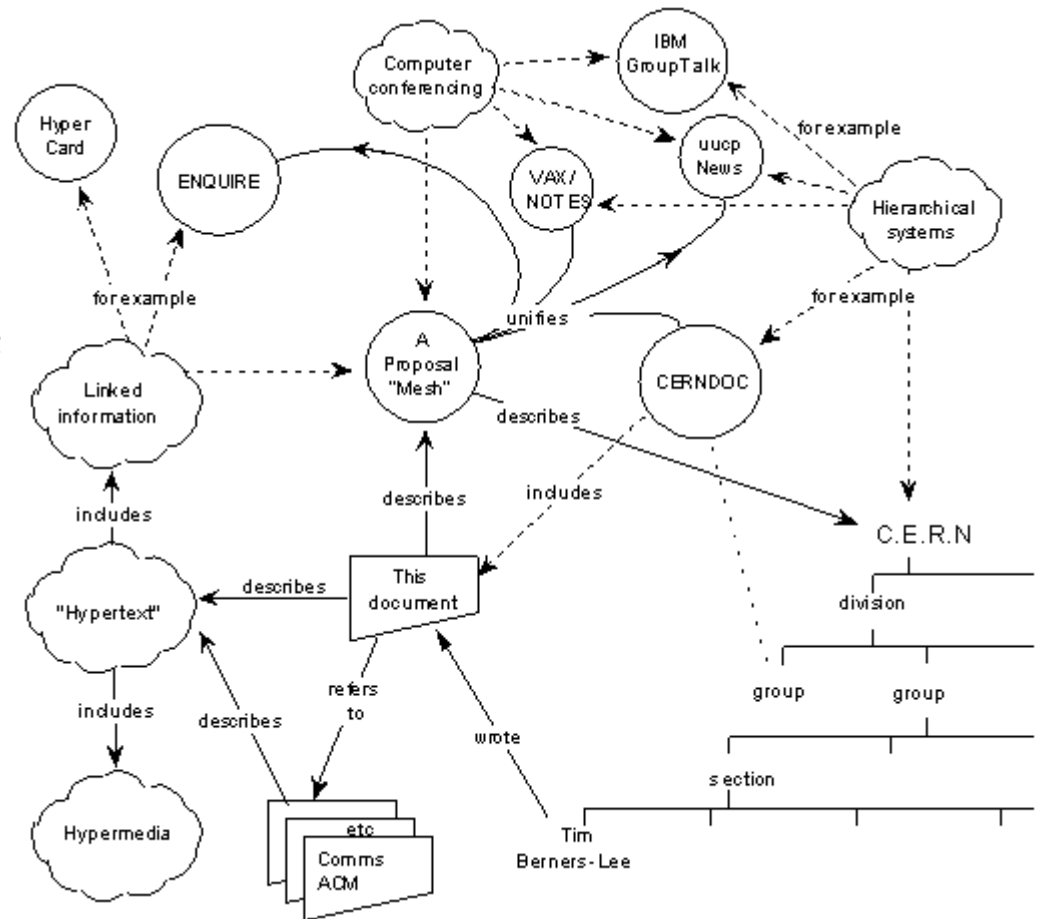 IBM
GroupTalk
Computer
conferencing
Hyper
Card
for example
uucp
News
ENQUIRE
VAX/
NOTES
Hierarchical
systems
for example
for example
unifies
A
Proposal
"Mesh"
Linked
information
CERNDOC
describes
includes
describes
includes
C.E.R.N
This
document
describes
"Hypertext"
division
refers
to
group
group
includes
describes
wrote
section
Hypermedia
etc
Comms
ACM
Tim
Berners-Lee